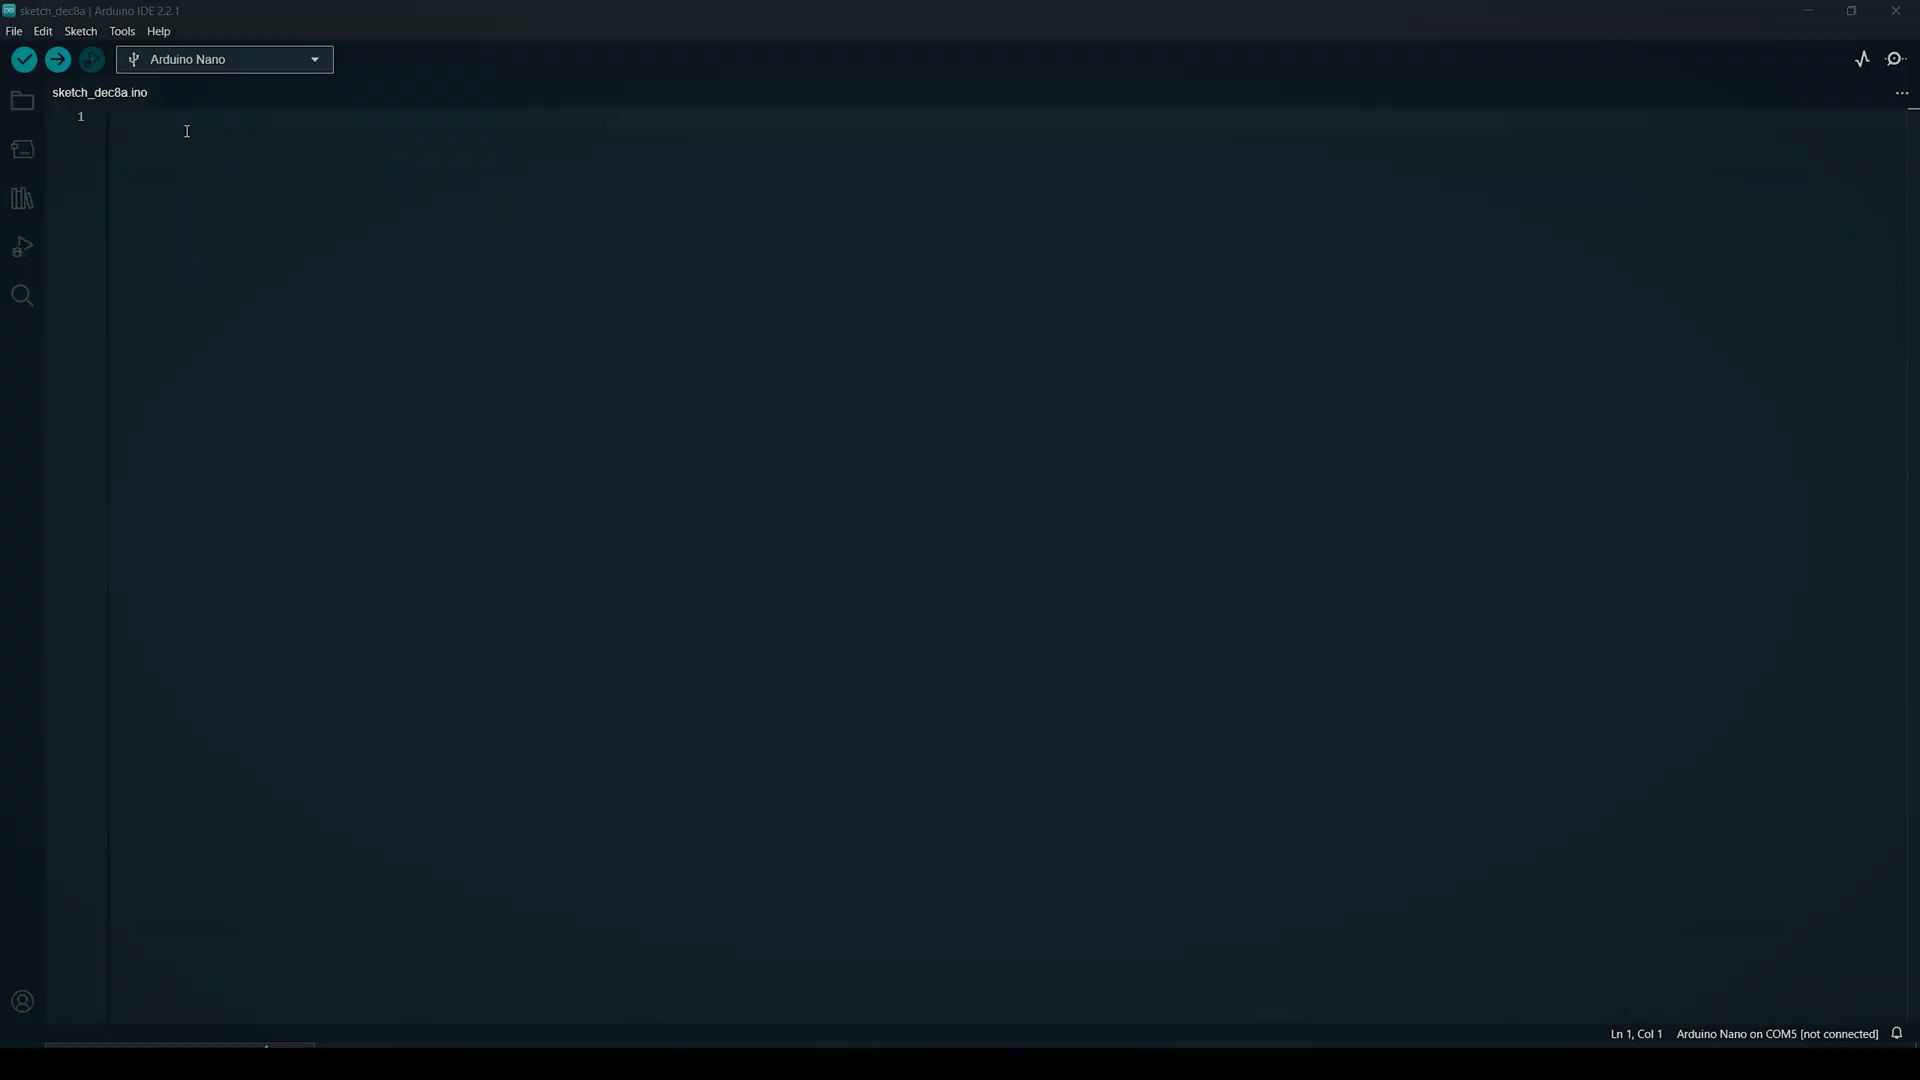 sketch_dec8a | Arduino IDE 2.2.1
File Edit Sketch Tools Help
Arduino Nano
sketch_dec8a.ino
1
Ln 1, Col 1 Arduino Nano on COM5 [not connected]